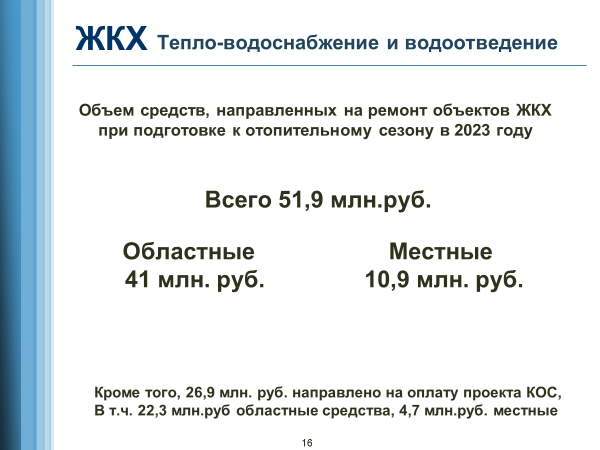 ЖКХ Тепло-водоснабжение и водоотведение
Объем средств, направленных на ремонт объектов ЖКХ
при подготовке к отопительному сезону в 2023 году
Всего 51,9 млн.руб.
Областные Местные
41 млн. руб. 10,9 млн. руб.
Кроме того, 26,9 млн. руб. направлено на оплату проекта КОС,
В т.ч. 22,3 млн.руб областные средства, 4,7 млн.руб. местные
16